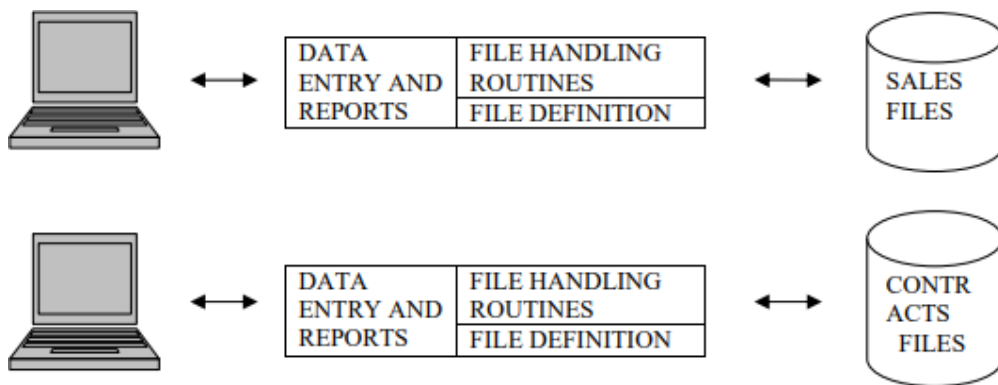 DATA
ENTRY AND
REPORTS
FILE HANDLING
ROUTINES
FILE DEFINITION
SALES
FILES
DATA
ENTRY AND
REPORTS
FILE HANDLING
ROUTINES
FILE DEFINITION
CONTR
ACTS
FILES